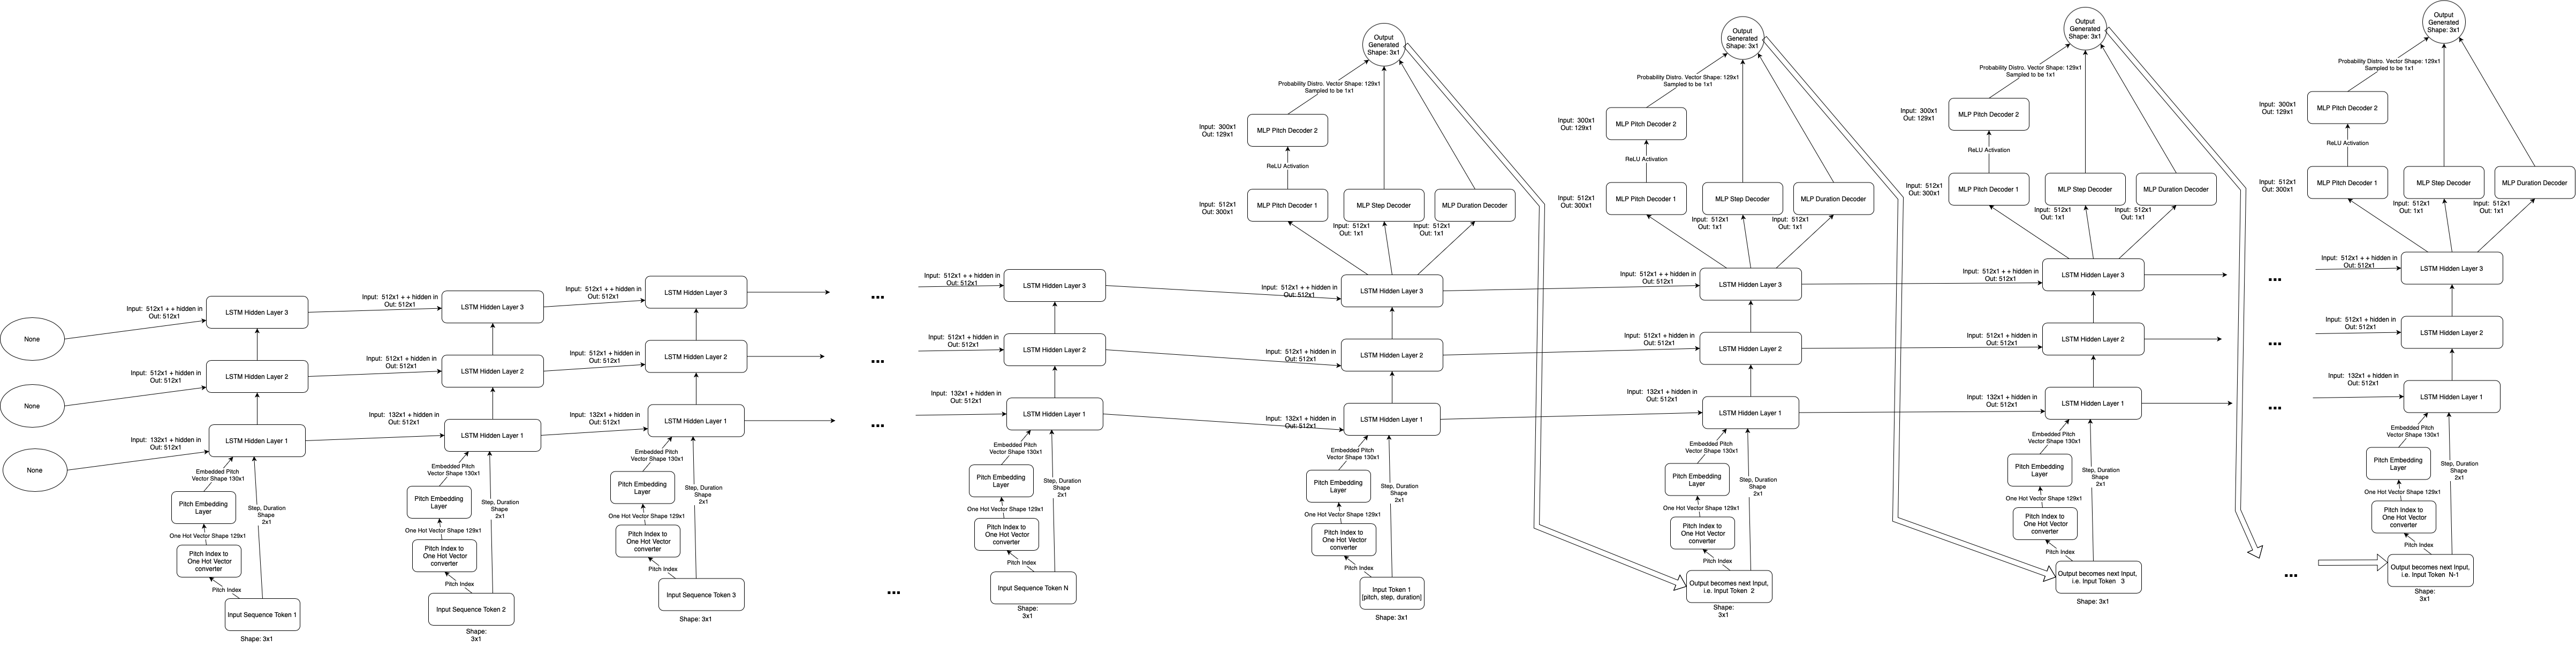 None
None
None
Input: 512x1 + + hidden in
Out: 512x1
LSTM Hidden Layer 3
Input: 512x1 + hidden in
Out: 512x1
LSTM Hidden Layer 2
Input: 132x1 + hidden in
Out: 512x1
LSTM Hidden Layer 1
Embedded Pitch
Vector Shape 130x1
Pitch Embedding
Layer
One Hot Vector Shape 129x1
Pitch Index to
One Hot Vector
converter
Pitch Index
Step, Duration
Shape
2x1
Input Sequence Token 1
Shape: 3x1
Input: 512x1 + + hidden in
Out: 512x1
LSTM Hidden Layer 3
Input: 512x1 + hidden in
Out: 512x1
LSTM Hidden Layer 2
Input: 132x1 + hidden in
Out: 512x1
LSTM Hidden Layer 1
Embedded Pitch
Vector Shape 130x1
Pitch Embedding
Layer
One Hot Vector Shape 129x1
Pitch Index to
One Hot Vector
converter
Pitch Index
Step, Duration
Shape
2x1
Input Sequence Token 2
Shape:
3x1
Input: 512x1 + + hidden in
Out: 512x1
LSTM Hidden Layer 3
Input: 512x1 + hidden in
Out: 512x1
LSTM Hidden Layer 2
Input: 132x1 + hidden in
Out: 512x1
LSTM Hidden Layer 1
Embedded Pitch
Vector Shape 130x1
Pitch Embedding
Layer
One Hot Vector Shape 129x1
Pitch Index to
One Hot Vector
converter
Pitch Index
Step, Duration
Shape
2x1
Input Sequence Token 3
Shape: 3x1
...
...
...
...
Input: 512x1 + + hidden in
Out: 512x1
LSTM Hidden Layer 3
Input: 512x1 + hidden in
Out: 512x1
LSTM Hidden Layer 2
Input: 132x1 + hidden in
Out: 512x1
LSTM Hidden Layer 1
Embedded Pitch
Vector Shape 130x1
Pitch Embedding
Layer
One Hot Vector Shape 129x1
Pitch Index to
One Hot Vector
converter
Pitch Index
Step, Duration
Shape
2x1
Input Sequence Token N
Shape:
3x1
Output
Generated
Shape: 3x1
Probability Distro. Vector Shape: 129x1
Sampled to be 1x1
Input: 300x1
Out: 129x1
MLP Pitch Decoder 2
ReLU Activation
Input: 512x1
Out: 300x1
MLP Pitch Decoder 1
MLP Step Decoder
MLP Duration Decoder
Input: 512x1
Out: 1x1
Input: 512x1
Out: 1x1
Input: 512x1 + + hidden in
Out: 512x1
LSTM Hidden Layer 3
Input: 512x1 + hidden in
Out: 512x1
LSTM Hidden Layer 2
Input: 132x1 + hidden in
Out: 512x1
LSTM Hidden Layer 1
Embedded Pitch
Vector Shape 130x1
Pitch Embedding
Layer
One Hot Vector Shape 129x1
Pitch Index to
One Hot Vector
converter
Pitch Index
Step, Duration
Shape
2x1
Input Token 1
[pitch, step, duration]
Shape: 3x1
Output
Generated
Shape: 3x1
Probability Distro. Vector Shape: 129x1
Sampled to be 1x1
Input: 300x1
Out: 129x1
MLP Pitch Decoder 2
ReLU Activation
Input: 512x1
Out: 300x1
MLP Pitch Decoder 1
MLP Step Decoder
MLP Duration Decoder
Input: 512x1
Out: 1x1
Input: 512x1
Out: 1x1
Input: 512x1 + + hidden in
Out: 512x1
LSTM Hidden Layer 3
Input: 512x1 + hidden in
Out: 512x1
LSTM Hidden Layer 2
Input: 132x1 + hidden in
Out: 512x1
LSTM Hidden Layer 1
Embedded Pitch
Vector Shape 130x1
Pitch Embedding
Layer
One Hot Vector Shape 129x1
Pitch Index to
One Hot Vector
converter
Pitch Index
Step, Duration
Shape
2x1
Output becomes next Input,
i.e. Input Token 2
Shape:
3x1
Output
Generated
Shape: 3x1
Probability Distro. Vector Shape: 129x1
Sampled to be 1x1
Input: 300x1
Out: 129x1
MLP Pitch Decoder 2
ReLU Activation
Input: 512x1
Out: 300x1
MLP Pitch Decoder 1
MLP Step Decoder
MLP Duration Decoder
Input: 512x1
Out: 1x1
Input: 512x1
Out: 1x1
Input: 512x1 + + hidden in
Out: 512x1
LSTM Hidden Layer 3
Input: 512x1 + hidden in
Out: 512x1
LSTM Hidden Layer 2
Input: 132x1 + hidden in
Out: 512x1
LSTM Hidden Layer 1
Embedded Pitch
Vector Shape 130x1
Pitch Embedding
Layer
One Hot Vector Shape 129x1
Pitch Index to
One Hot Vector
converter
Pitch Index
Step, Duration
Shape
2x1
Output becomes next Input,
i.e. Input Token 3
Shape: 3x1
...
...
...
...
Output
Generated
Shape: 3x1
Probability Distro. Vector Shape: 129x1
Sampled to be 1x1
Input: 300x1
Out: 129x1
MLP Pitch Decoder 2
ReLU Activation
Input: 512x1
Out: 300x1
MLP Pitch Decoder 1
MLP Step Decoder
MLP Duration Decoder
Input: 512x1
Out: 1x1
Input: 512x1
Out: 1x1
Input: 512x1 + + hidden in
Out: 512x1
LSTM Hidden Layer 3
Input: 512x1 + hidden in
Out: 512x1
LSTM Hidden Layer 2
Input: 132x1 + hidden in
Out: 512x1
LSTM Hidden Layer 1
Embedded Pitch
Vector Shape 130x1
Pitch Embedding
Layer
One Hot Vector Shape 129x1
Pitch Index to
One Hot Vector
converter
Pitch Index
Step, Duration
Shape
2x1
Output becomes next Input,
i.e. Input Token N-1
Shape:
3x1